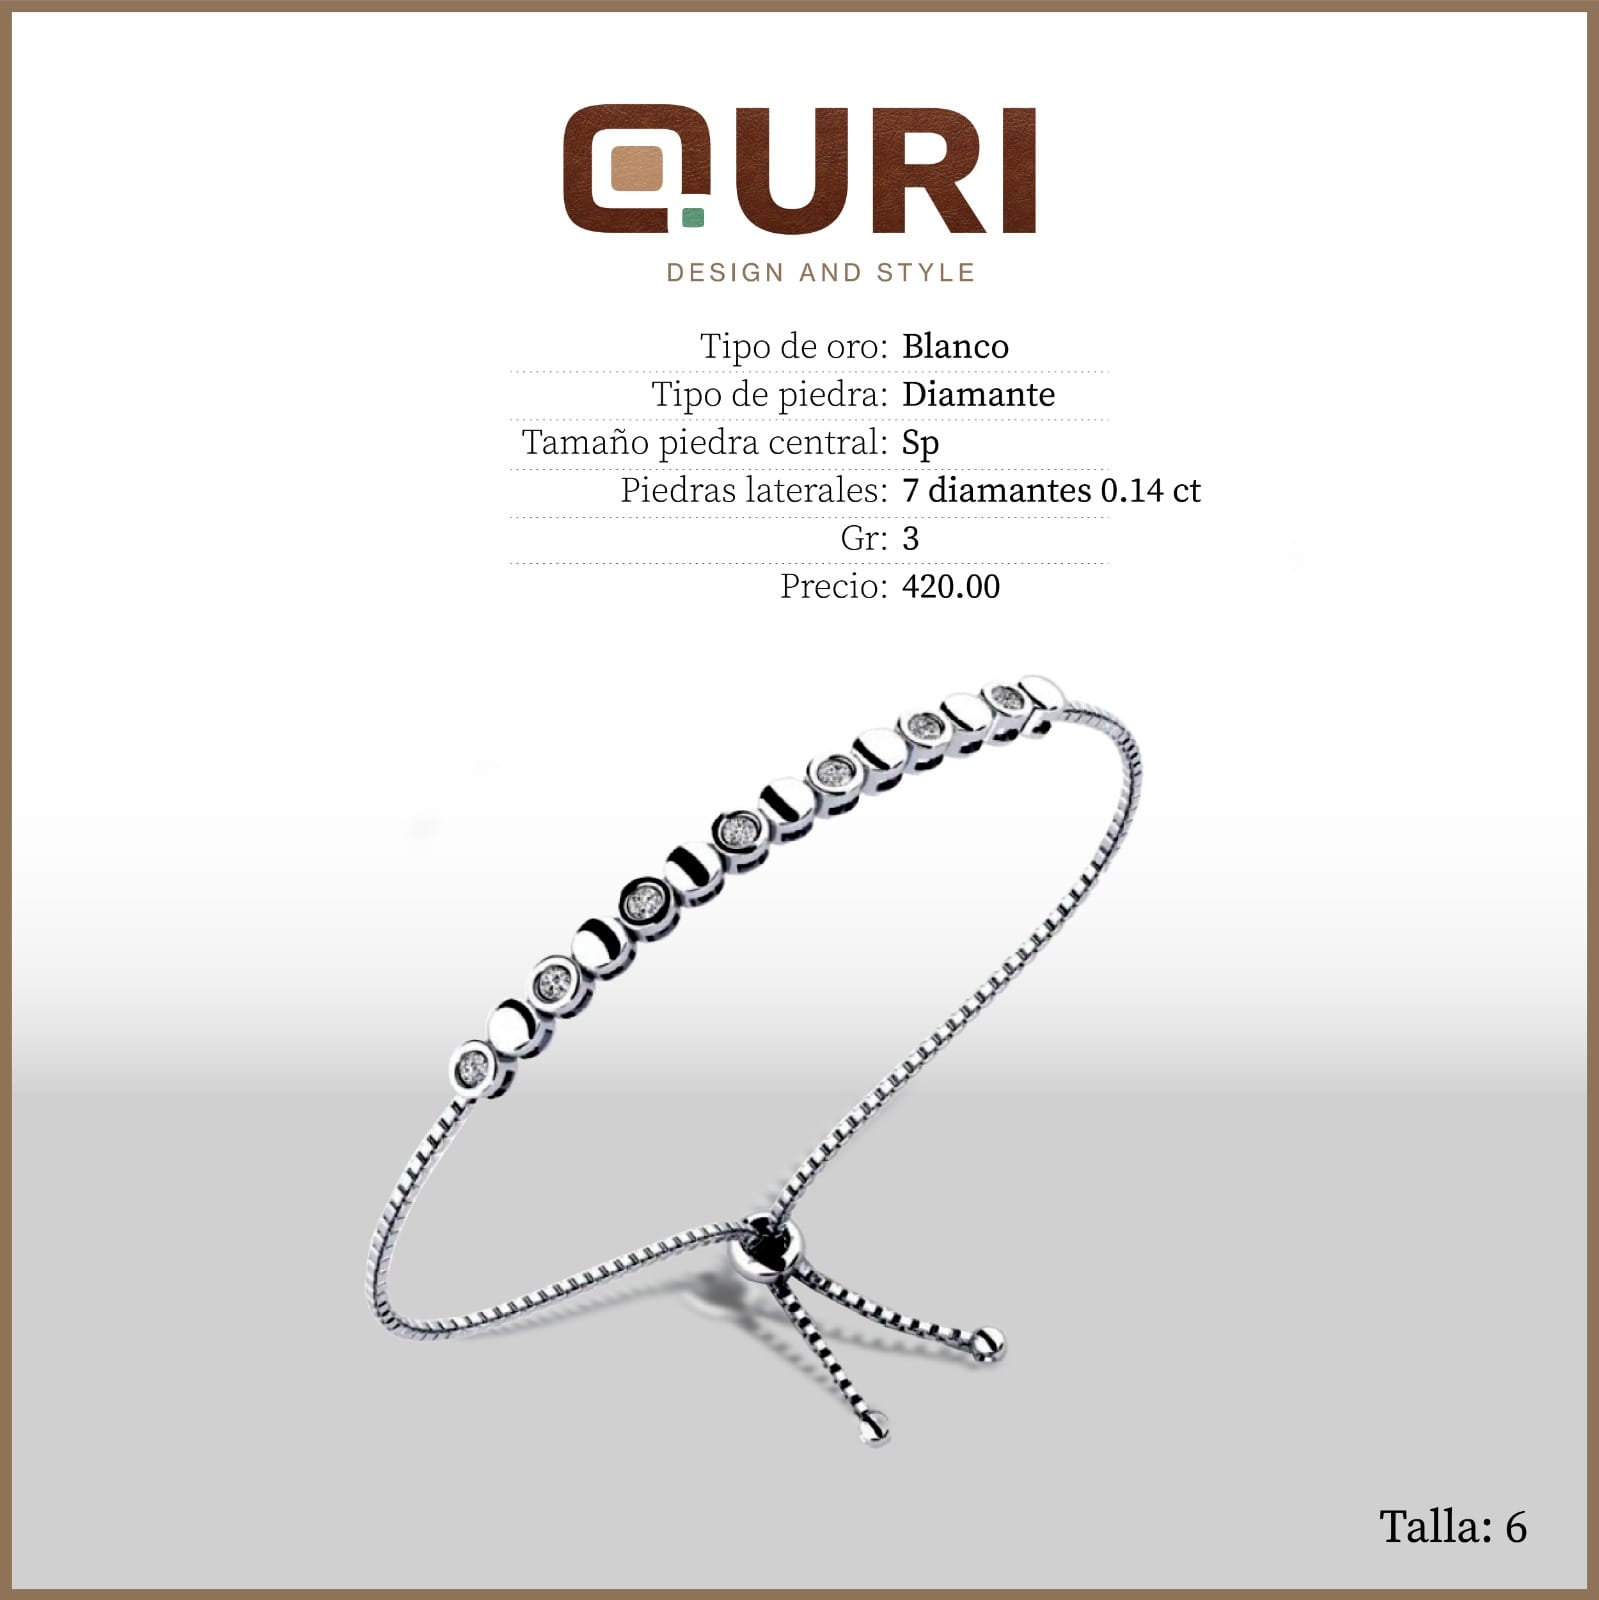 QURI
DESIGN AND STYLE
Tipo de oro: Blanco
Tipo de piedra: Diamante
Tamaño piedra central: Sp
Piedras laterales: 7 diamantes 0.14 ct
Gr: 3
Precio: 420.00
Talla: 6